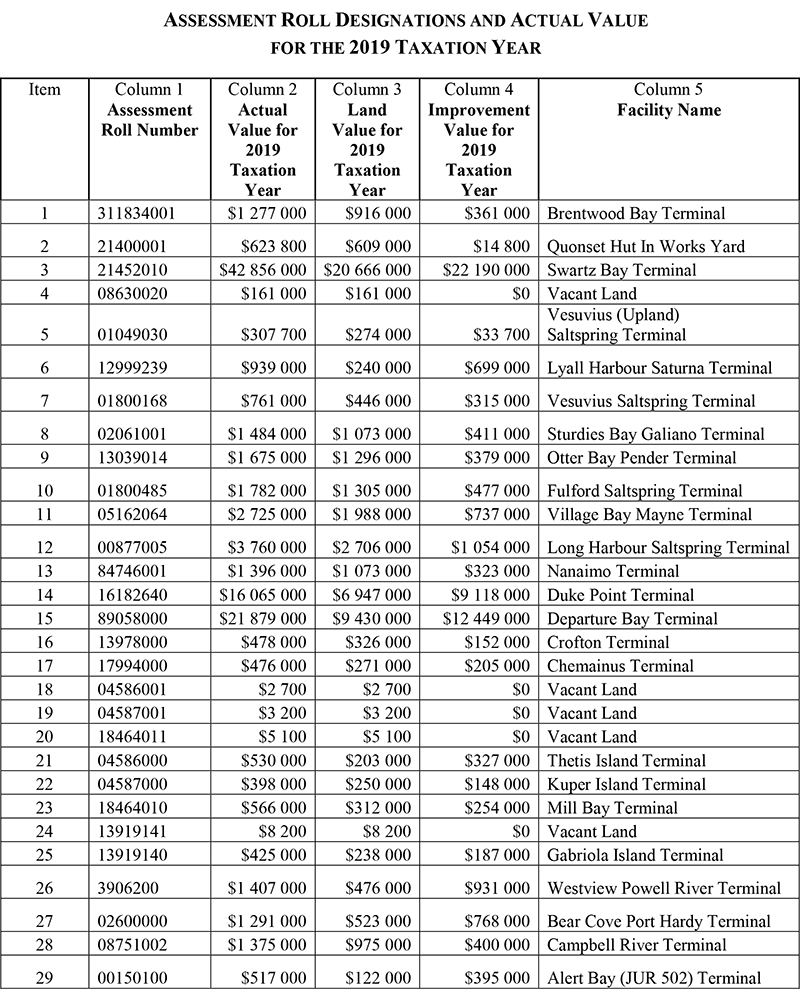 ASSESSMENT ROLL DESIGNATIONS AND ACTUAL VALUE
FOR THE 2019 TAXATION YEAR
Item Column 1 Column 2 Column 3 Column 4 Column 5
Assessment Actual Land Improvement Facility Name
Roll Number Value for Value for Value for
2019 2019 2019
Taxation Taxation Taxation
Year Year Year
1 311834001 $1 277 000 $916 000 $361 000 Brentwood Bay Terminal
2 21400001 $623 800 $609 000 $14 800 Quonset Hut In Works Yard
3 21452010 $42 856 000 $20 666 000 $22 190 000 Swartz Bay Terminal
4 08630020 $161 000 $161 000 $0 Vacant Land
Vesuvius (Upland)
5 01049030 $307 700 $274 000 $33 700 Saltspring Terminal
6 12999239 $939 000 $240 000 $699 000 Lyall Harbour Saturna Terminal
7 01800168 $761 000 $446 000 $315 000 Vesuvius Saltspring Terminal
8 02061001 $1 484 000 $1 073 000 $411 000 Sturdies Bay Galiano Terminal
9 13039014 $1 675 000 $1 296 000 $379 000 Otter Bay Pender Terminal
10 01800485 $1 782 000 $1 305 000 $477 000 Fulford Saltspring Terminal
11 05162064 $2 725 000 $1 988 000 $737 000 Village Bay Mayne Terminal
12 00877005 $3 760 000 $2 706 000 $1 054 000 Long Harbour Saltspring Terminal
13 84746001 $1 396 000 $1 073 000 $323 000 Nanaimo Terminal
14 16182640 $16 065 000 $6 947 000 $9 118 000 Duke Point Terminal
15 89058000 $21 879 000 $9 430 000 $12 449 000 Departure Bay Terminal
16 13978000 $478 000 $326 000 $152 000 Crofton Terminal
17 17994000 $476 000 $271 000 $205 000 Chemainus Terminal
18 04586001 $2 700 $2 700 $0 Vacant Land
19 04587001 $3 200 $3 200 $0 Vacant Land
20 18464011 $5 100 $5 100 $0 Vacant Land
21 04586000 $530 000 $203 000 $327 000 Thetis Island Terminal
22 04587000 $398 000 $250 000 $148 000 Kuper Island Terminal
23 18464010 $566 000 $312 000 $254 000 Mill Bay Terminal
24 13919141 $8 200 $8 200 $0 Vacant Land
25 13919140 $425 000 $238 000 $187 000 Gabriola Island Terminal
26 3906200 $1 407 000 $476 000 $931 000 Westview Powell River Terminal
27 02600000 $1 291 000 $523 000 $768 000 Bear Cove Port Hardy Terminal
28 08751002 $1 375 000 $975 000 $400 000 Campbell River Terminal
29 00150100 $517 000 $122 000 $395 000 Alert Bay (JUR 502) Terminal